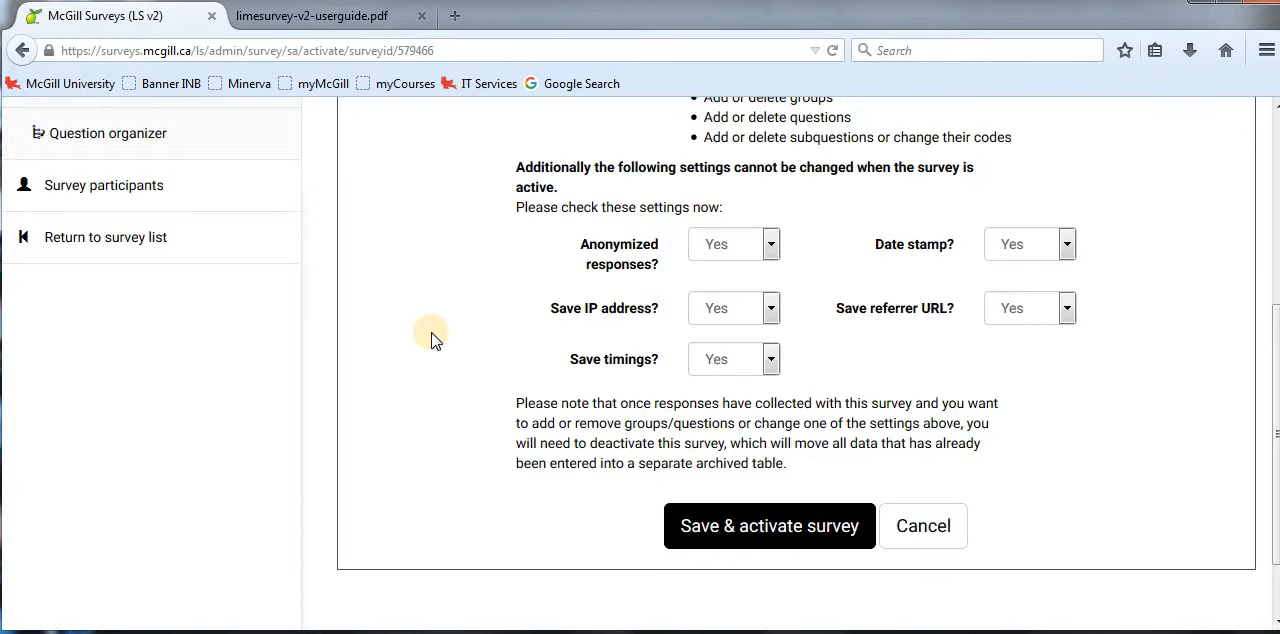 McGill Surveys (LS v2)
limesurvey-v2-userguide.pdf
https://surveys.mcgill.ca/ls/admin/survey/sa/activate/surveyid/579466
Search
McGill University
Banner INB
Minerva
myMcGill
myCourses
IT Services
Google Search
Question organizer
Survey participants
Return to survey list
Add or delete groups
Add or delete questions
Add or delete subquestions or change their codes
Additionally the following settings cannot be changed when the survey is
active.
Please check these settings now:
Anonymized
responses?
Yes
Date stamp?
Yes
Save IP address?
Yes
Save referrer URL?
Yes
Save timings?
Yes
Please note that once responses have collected with this survey and you want
to add or remove groups/questions or change one of the settings above, you
will need to deactivate this survey, which will move all data that has already
been entered into a separate archived table.
Save & activate survey
Cancel